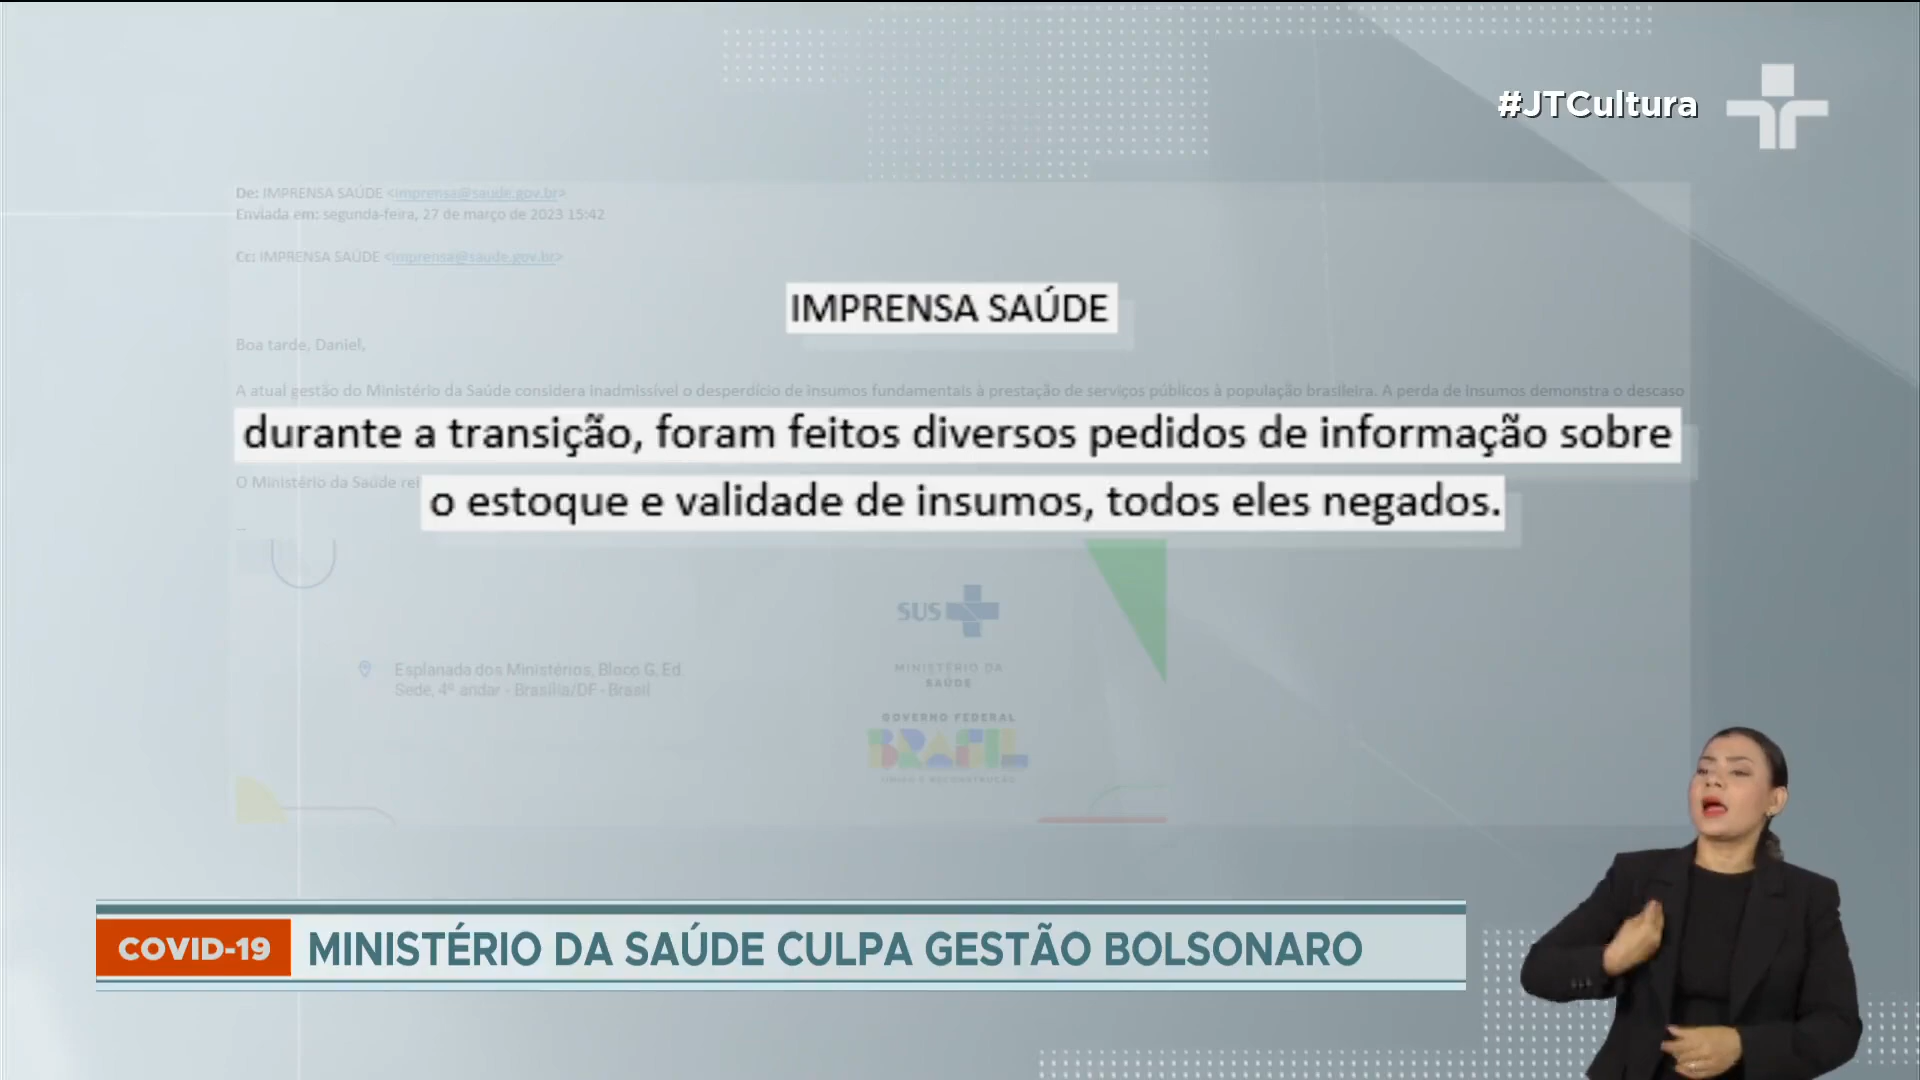 #JTCultura
De: IMPRENSA SAÚDE <imprensa@saude.gov.br>
Enviada em: segunda-feira, 27 de março de 2023 15:42
Cc: IMPRENSA SAÚDE <imprensa@saude.gov.br>
IMPRENSA SAÚDE
Boa tarde, Daniel,
A atual gestão do Ministério da Saúde considera inadmissível o desperdício de insumos fundamentais à prestação de serviços públicos à população brasileira. A perda de insumos demonstra o descaso
durante a transição, foram feitos diversos pedidos de informação sobre
O Ministério da Saúde rei
o estoque e validade de insumos, todos eles negados.
SUS
Esplanada dos Ministérios, Bloco G, Ed.
Sede, 4º andar - Brasília/DF - Brasil
MINISTÉRIO DA
SAÚDE
GOVERNO FEDERAL
BRASIL
UNIÃO E RECONSTRUÇÃO
COVID-19 MINISTÉRIO DA SAÚDE CULPA GESTÃO BOLSONARO